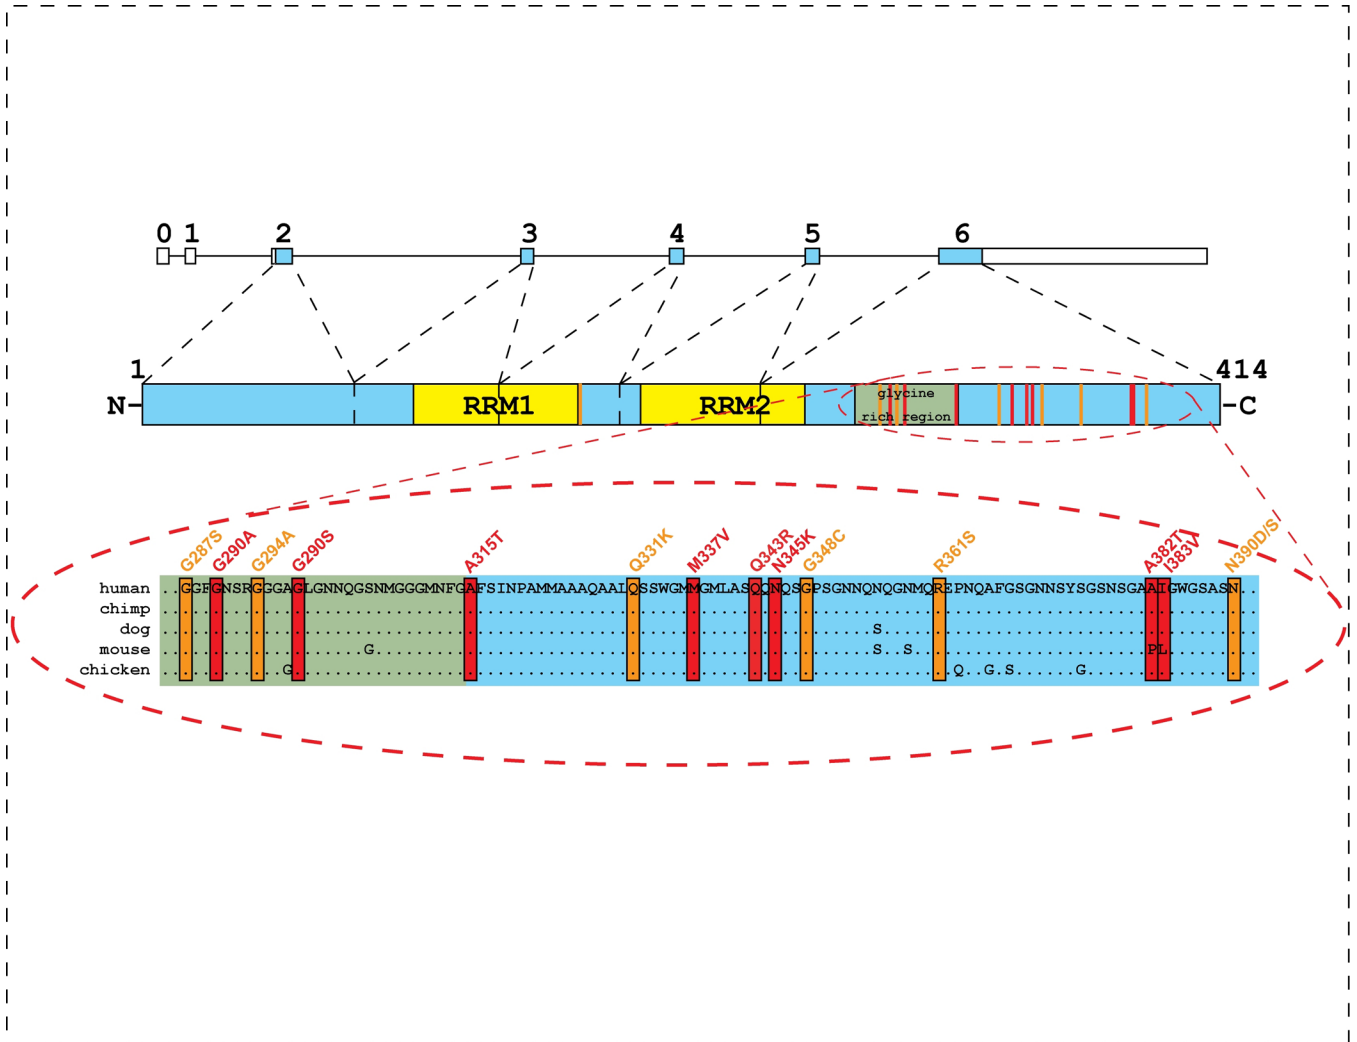 0 1 2 3 4 5 6
1 414
N- RRM1 RRM2 glycine rich region -C
G287S G290A G294A G290S A315T Q331K M337V Q343R N345K G348C R361S A382T I383V N390D/S
human ..GGFGNSRGGGAGLGNNQGSNMGGGMNFGAFSINPAMMAAAQAALQSSWGMMGMLASQQNQSGPSGNNQNQGNMQREPNQAFGSGNNSYSGSNSGAAIGWGSASN..
chimp ............................................................................................................
dog ......................................................................S.....................................
mouse ....................G.................................................S..S.......................PL.........
chicken ............G.................................................................Q..G.S......G.................